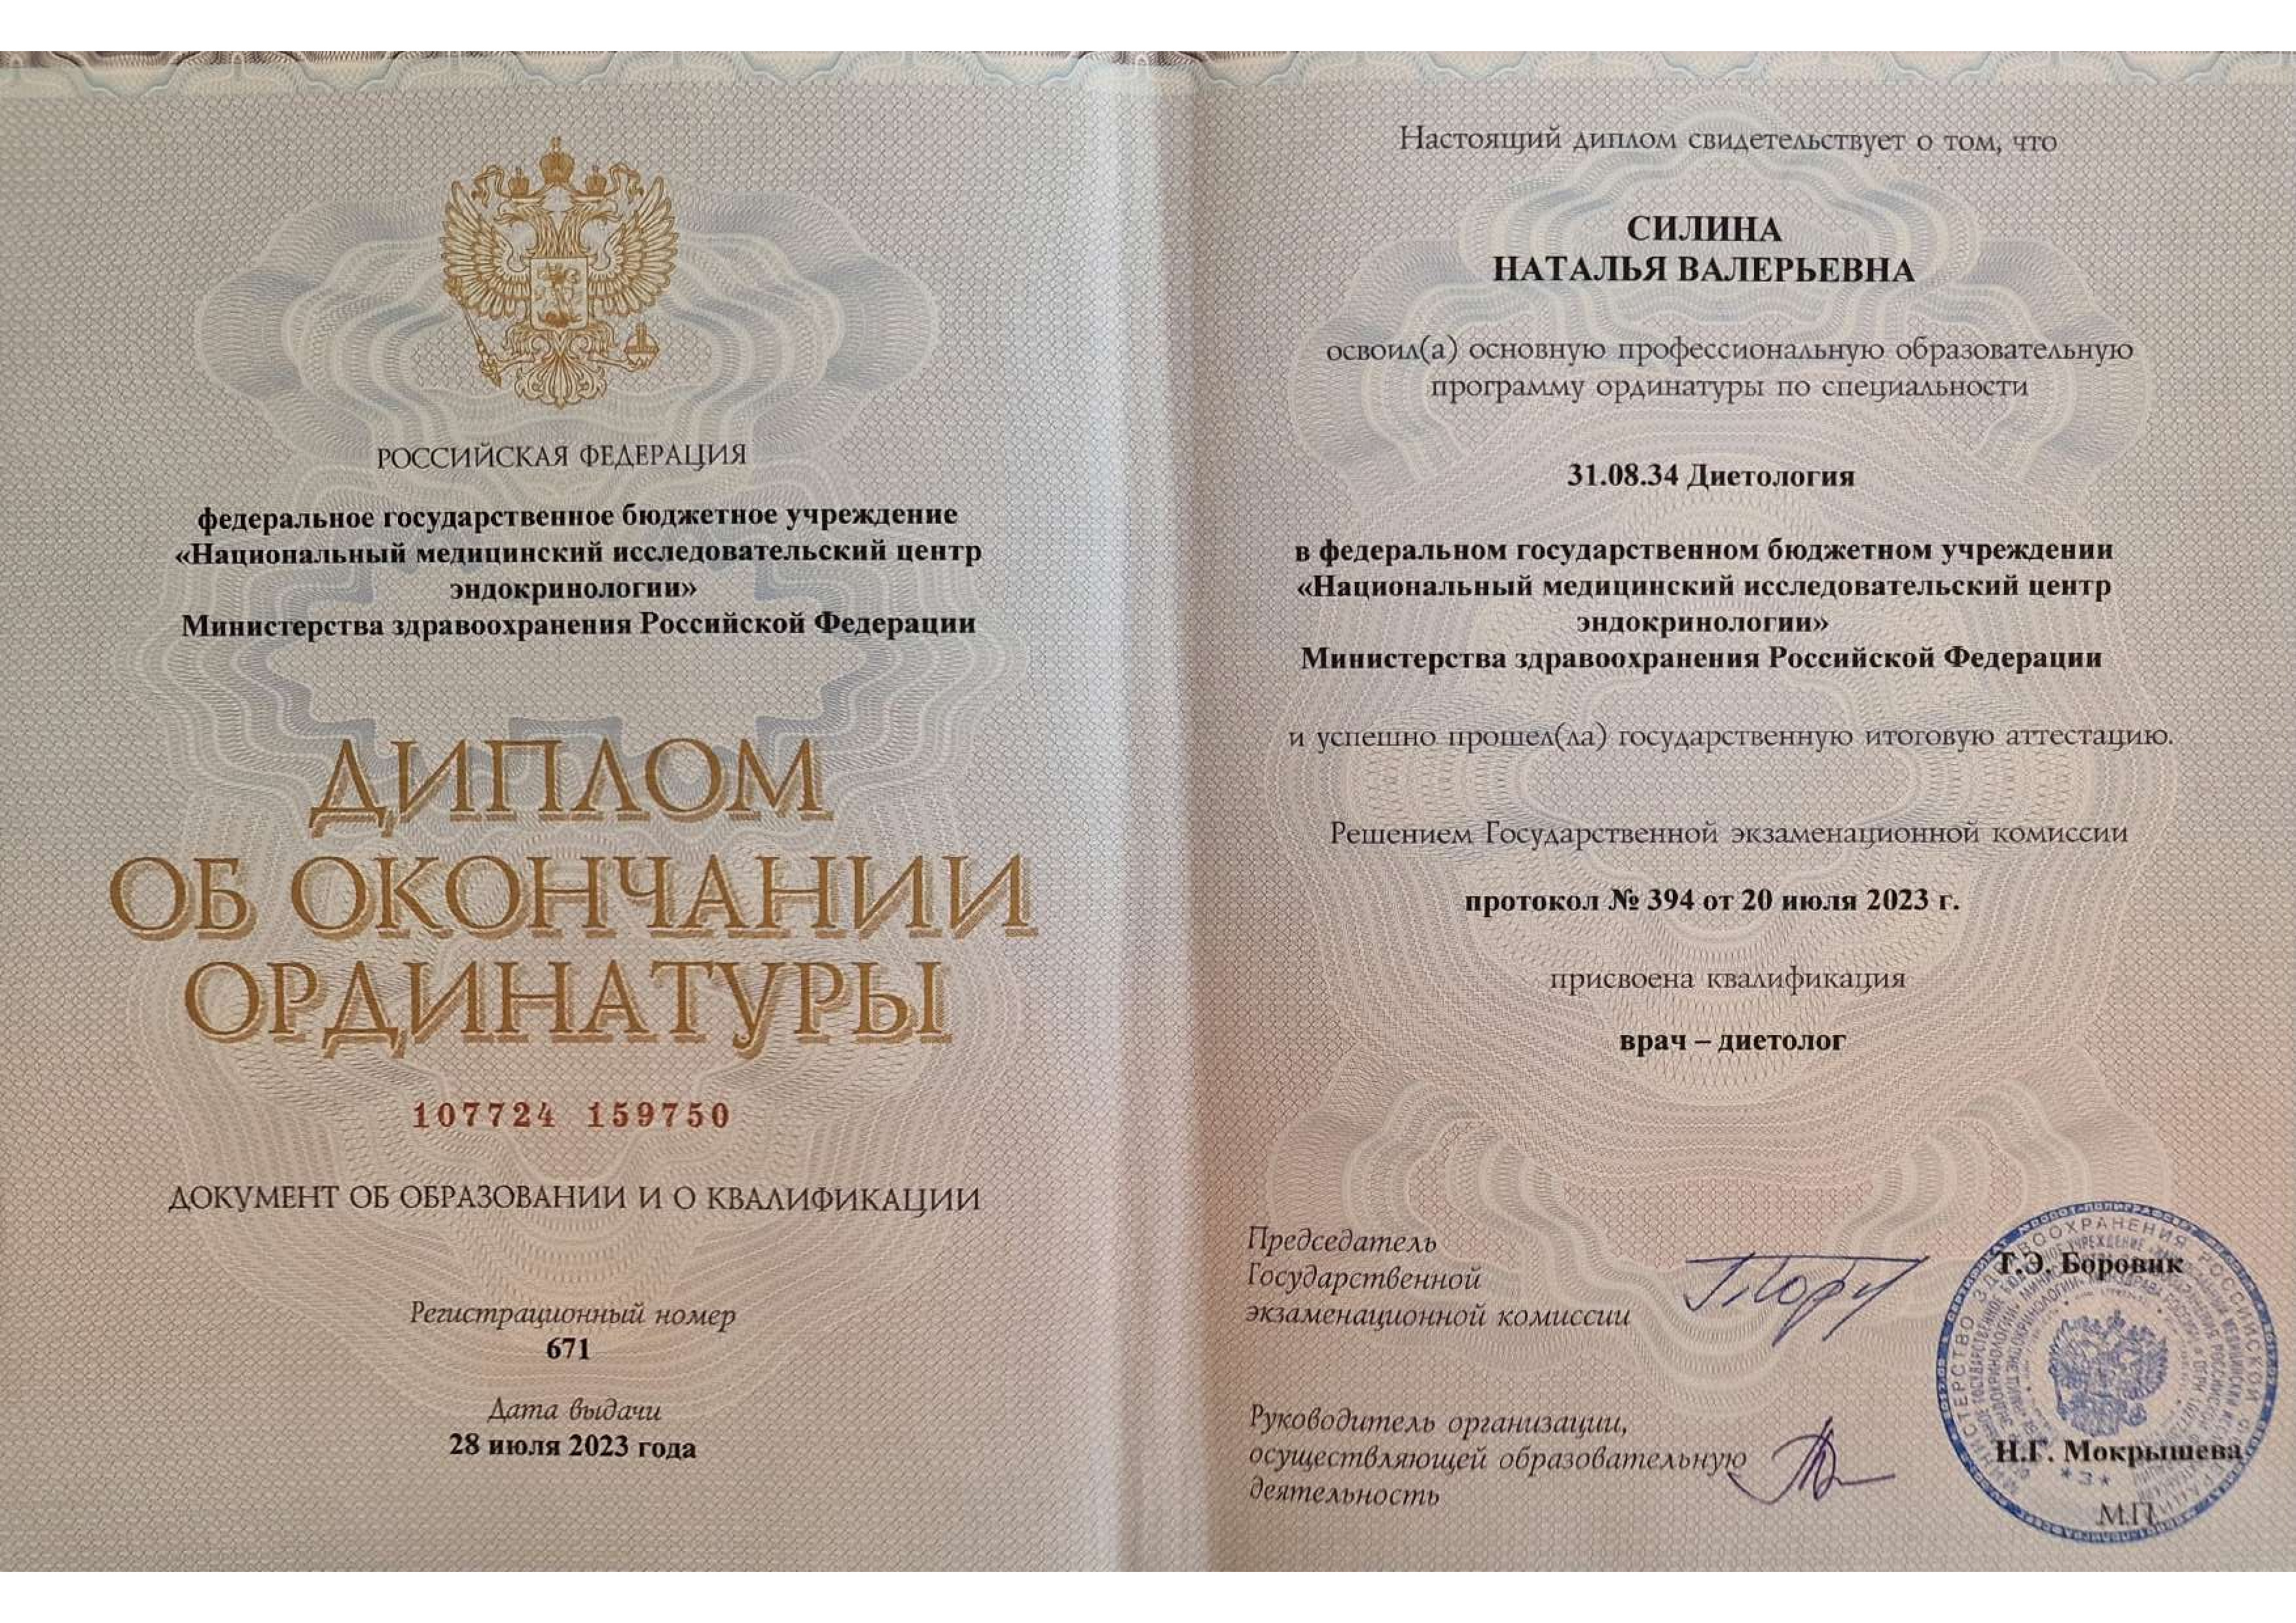 РОССИЙСКАЯ ФЕДЕРАЦИЯ
федеральное государственное бюджетное учреждение
«Национальный медицинский исследовательский центр
эндокринологии»
Министерства здравоохранения Российской Федерации
ДИПЛОМ
ОБ ОКОНЧАНИИ
ОРДИНАТУРЫ
107724 159750
ДОКУМЕНТ ОБ ОБРАЗОВАНИИ И О КВАЛИФИКАЦИИ
Регистрационный номер
671
Дата выдачи
28 июля 2023 года
Настоящий диплом свидетельствует о том, что
СИЛИНА
НАТАЛЬЯ ВАЛЕРЬЕВНА
освоил(а) основную профессиональную образовательную
программу ординатуры по специальности
31.08.34 Диетология
в федеральном государственном бюджетном учреждении
«Национальный медицинский исследовательский центр
эндокринологии»
Министерства здравоохранения Российской Федерации
и успешно прошел(ла) государственную итоговую аттестацию.
Решением Государственной экзаменационной комиссии
протокол № 394 от 20 июля 2023 г.
присвоена квалификация
врач – диетолог
Председатель
Государственной
экзаменационной комиссии
Т.Э. Боровик
Руководитель организации,
осуществляющей образовательную
деятельность
Н.Г. Мокрышева
М.П.